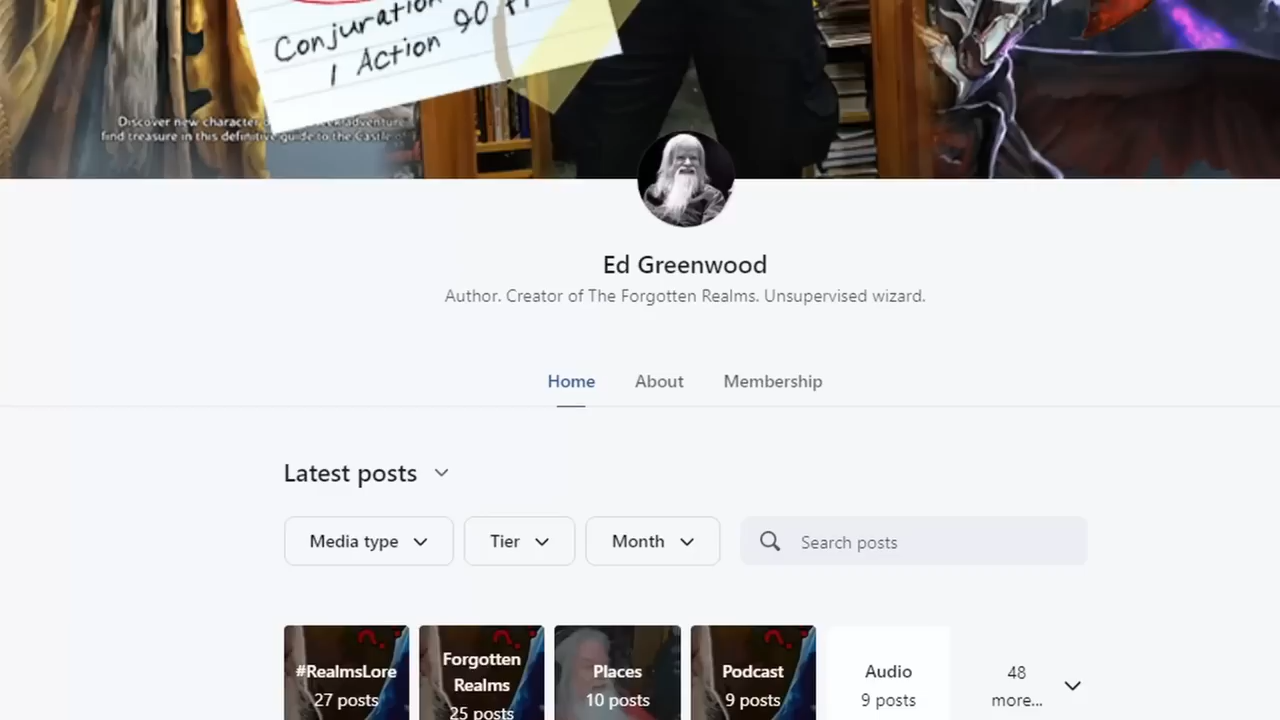 Conjuration
1 Action 90 ft
Discover new character
find treasure in this definitive guide to the Castle
Ed Greenwood
Author. Creator of The Forgotten Realms. Unsupervised wizard.
Home About Membership
Latest posts
Media type Tier Month Search posts
#RealmsLore
27 posts
Forgotten
Realms
25 posts
Places
10 posts
Podcast
9 posts
Audio
9 posts
48
more...